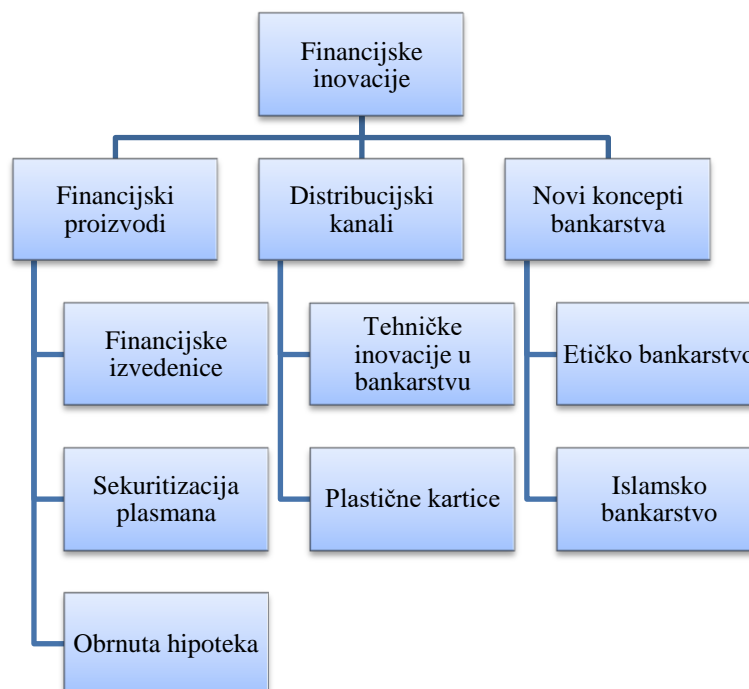 Financijske
inovacije
Financijski
proizvodi
Distribucijski
kanali
Novi koncepti
bankarstva
Financijske
izvedenice
Tehničke
inovacije u
bankarstvu
Etičko bankarstvo
Sekuritizacija
plasmana
Plastične kartice
Islamsko
bankarstvo
Obrnuta hipoteka